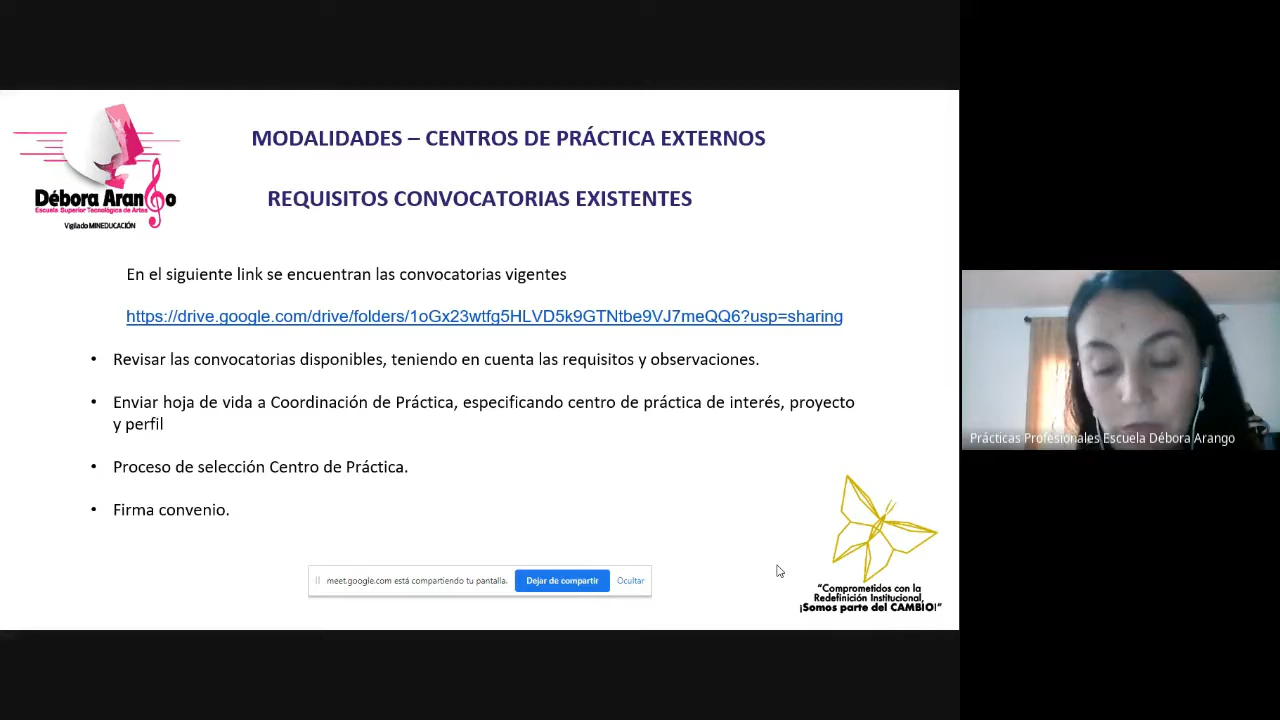 MODALIDADES – CENTROS DE PRÁCTICA EXTERNOS
REQUISITOS CONVOCATORIAS EXISTENTES
Débora Arango
Escuela Superior Tecnológica de Artes
Vigilado MINEDUCACIÓN
En el siguiente link se encuentran las convocatorias vigentes
https://drive.google.com/drive/folders/1oGx23wtfg5HLVD5k9GTNtbe9VJ7meQQ6?usp=sharing
• Revisar las convocatorias disponibles, teniendo en cuenta las requisitos y observaciones.
• Enviar hoja de vida a Coordinación de Práctica, especificando centro de práctica de interés, proyecto
y perfil
• Proceso de selección Centro de Práctica.
• Firma convenio.
meet.google.com está compartiendo tu pantalla. Dejar de compartir Ocultar
“Comprometidos con la
Redefinición Institucional,
¡Somos parte del CAMBIO!”
Prácticas Profesionales Escuela Débora Arango